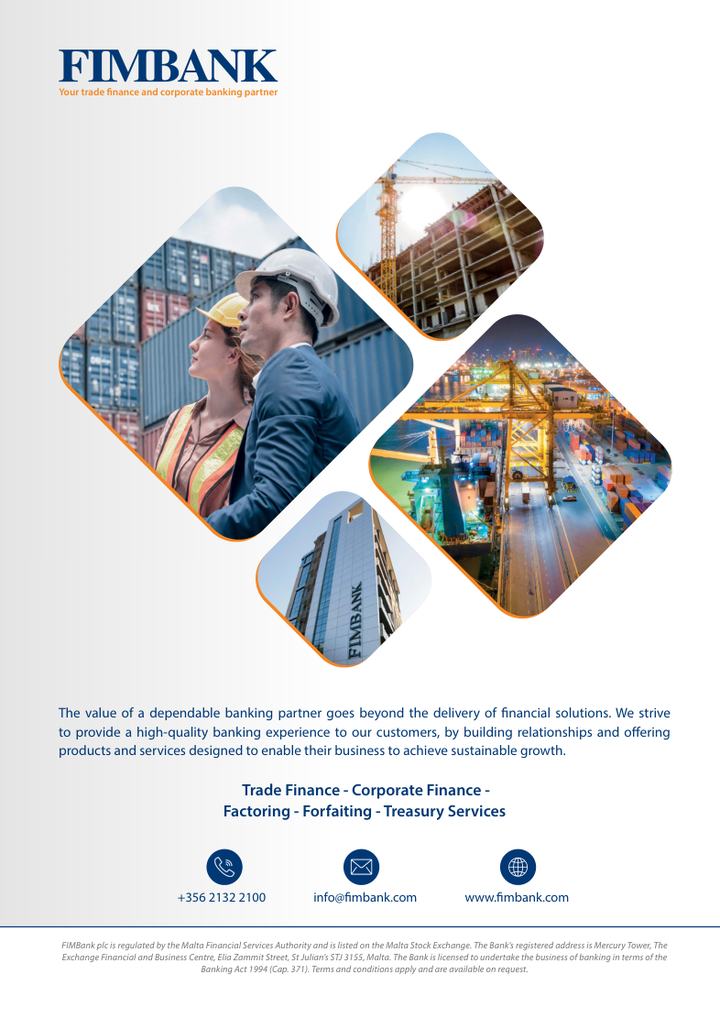 FIMBANK
Your trade finance and corporate banking partner
FIMBANK
The value of a dependable banking partner goes beyond the delivery of financial solutions. We strive
to provide a high-quality banking experience to our customers, by building relationships and offering
products and services designed to enable their business to achieve sustainable growth.
Trade Finance - Corporate Finance -
Factoring - Forfaiting - Treasury Services
+356 2132 2100
info@fimbank.com
www.fimbank.com
FIMBank plc is regulated by the Malta Financial Services Authority and is listed on the Malta Stock Exchange. The Bank's registered address is Mercury Tower, The
Exchange Financial and Business Centre, Elia Zammit Street, St Julian's STJ 3155, Malta. The Bank is licensed to undertake the business of banking in terms of the
Banking Act 1994 (Cap. 371). Terms and conditions apply and are available on request.